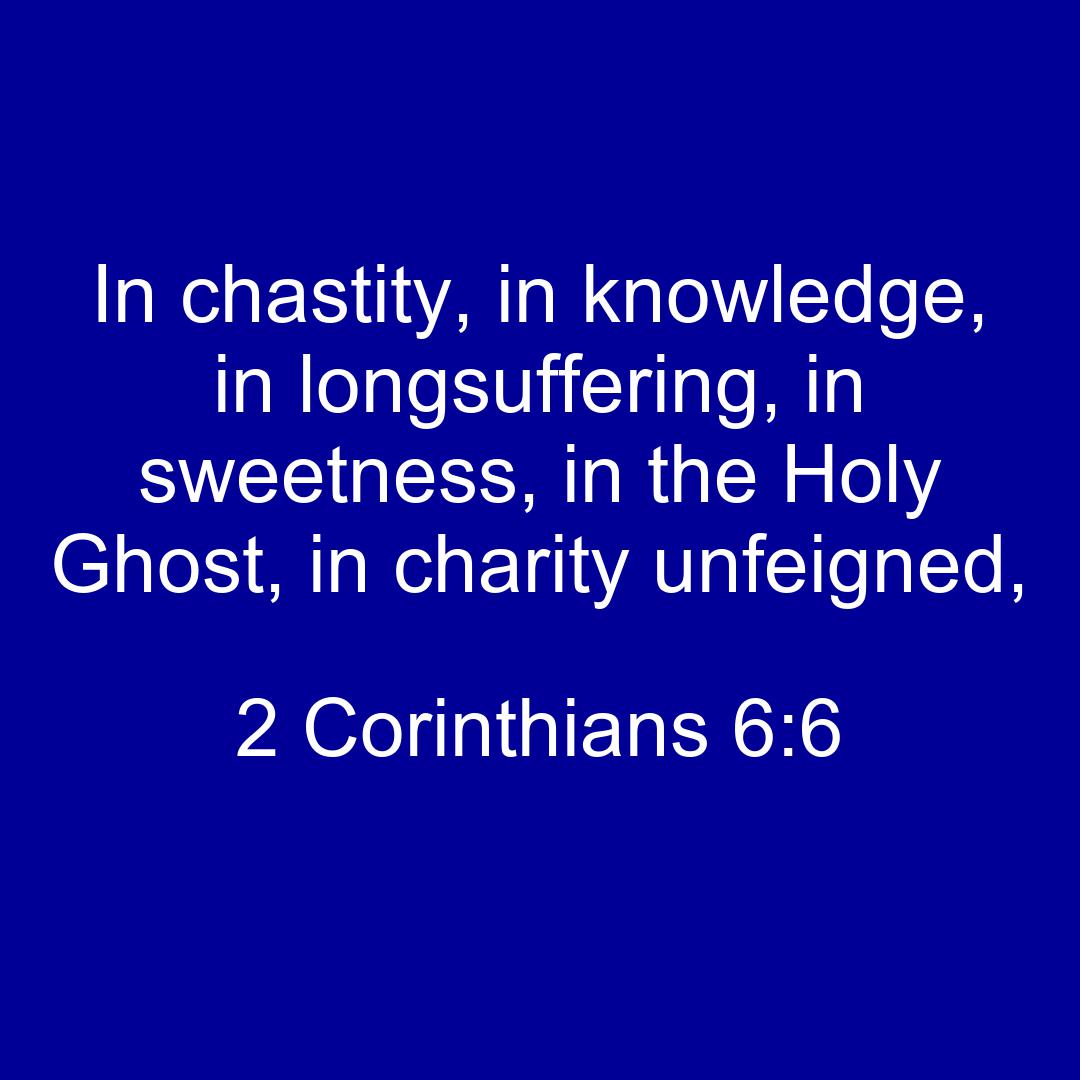 In chastity, in knowledge,
in longsuffering, in
sweetness, in the Holy
Ghost, in charity unfeigned,
2 Corinthians 6:6